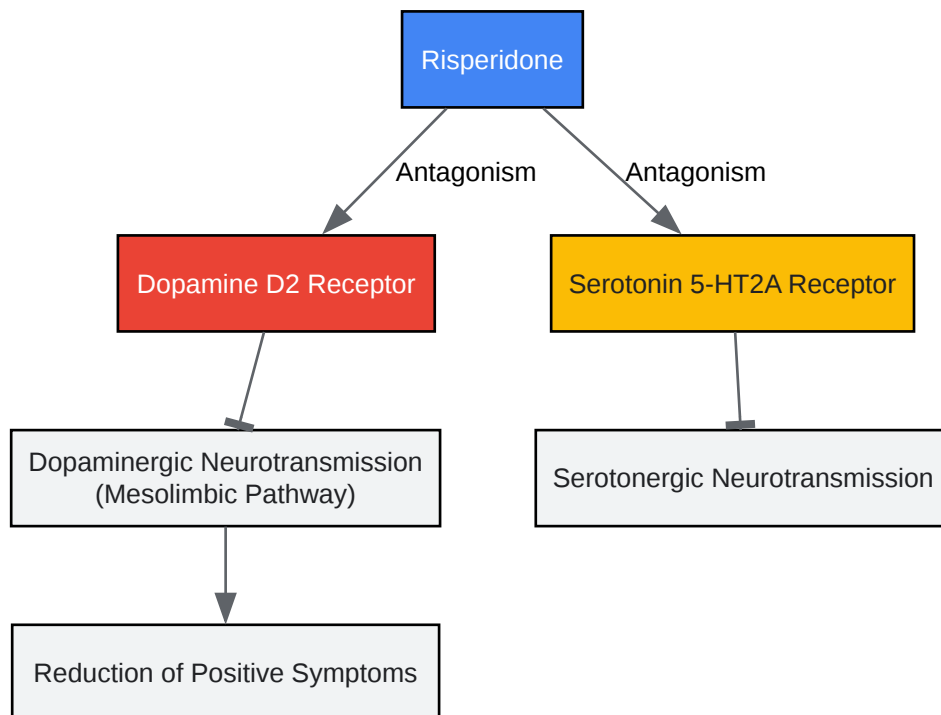 Risperidone
Antagonism
Antagonism
Dopamine D2 Receptor
Serotonin 5-HT2A Receptor
Dopaminergic Neurotransmission
(Mesolimbic Pathway)
Serotonergic Neurotransmission
Reduction of Positive Symptoms